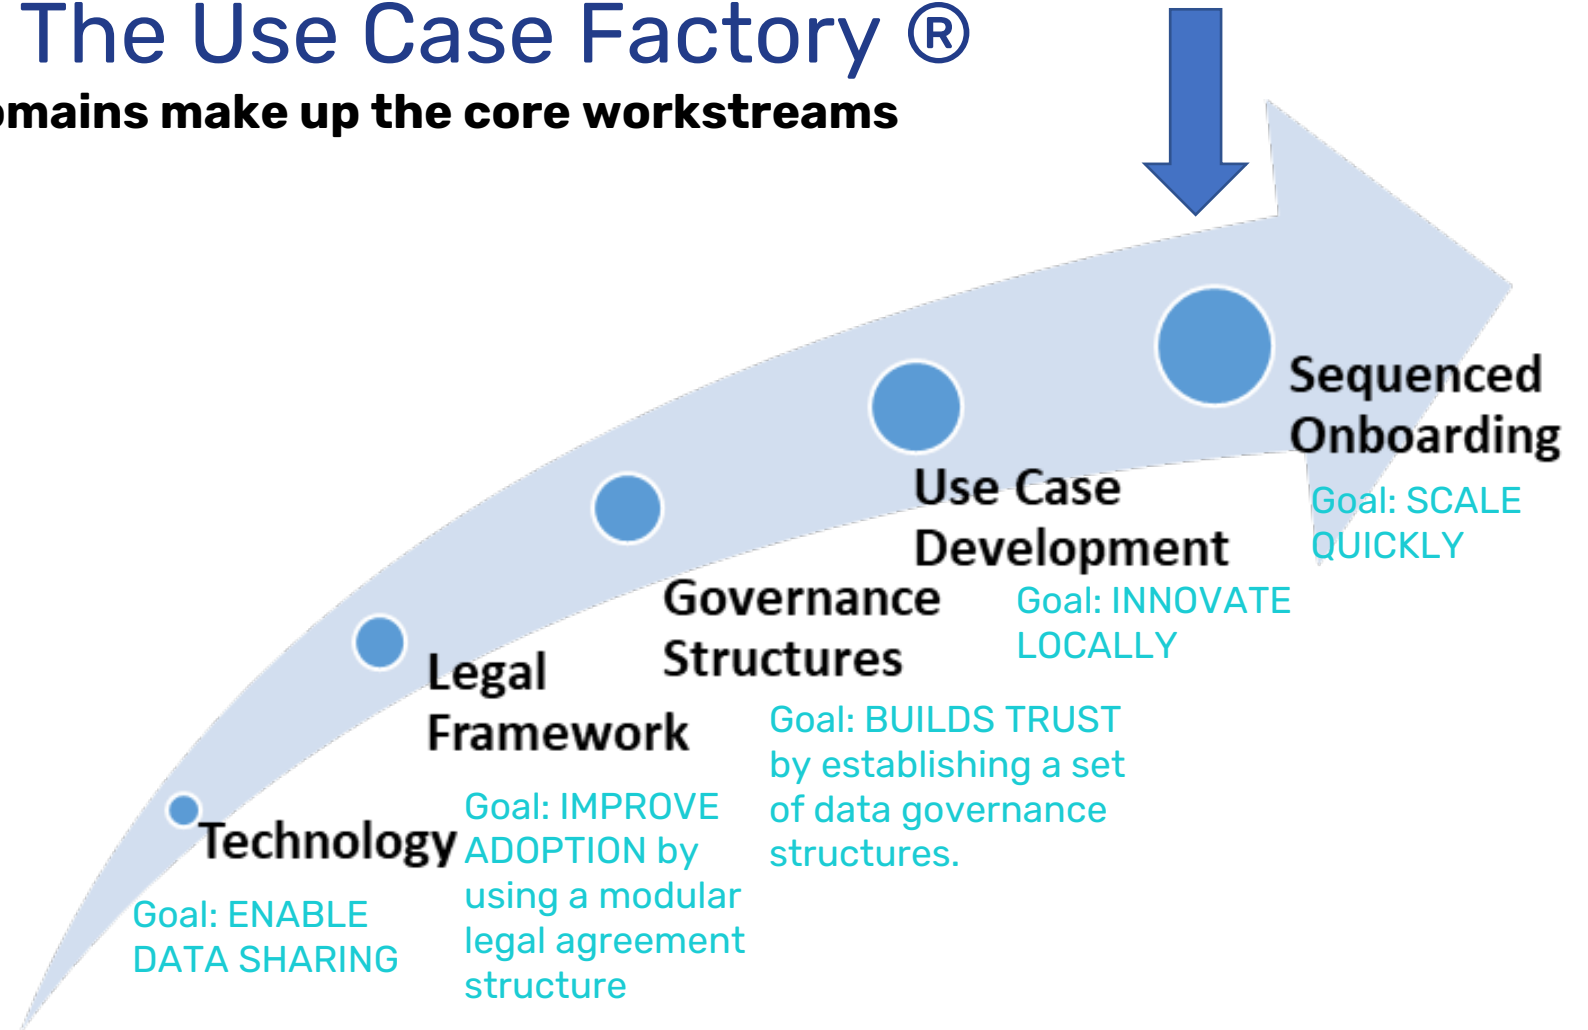 The Use Case Factory ®
omains make up the core workstreams
Technology
Goal: ENABLE
DATA SHARING
Legal
Framework
Goal: IMPROVE
ADOPTION by
using a modular
legal agreement
structure
Governance
Structures
Goal: BUILDS TRUST
by establishing a set
of data governance
structures.
Use Case
Development
Goal: INNOVATE
LOCALLY
Sequenced
Onboarding
Goal: SCALE
QUICKLY